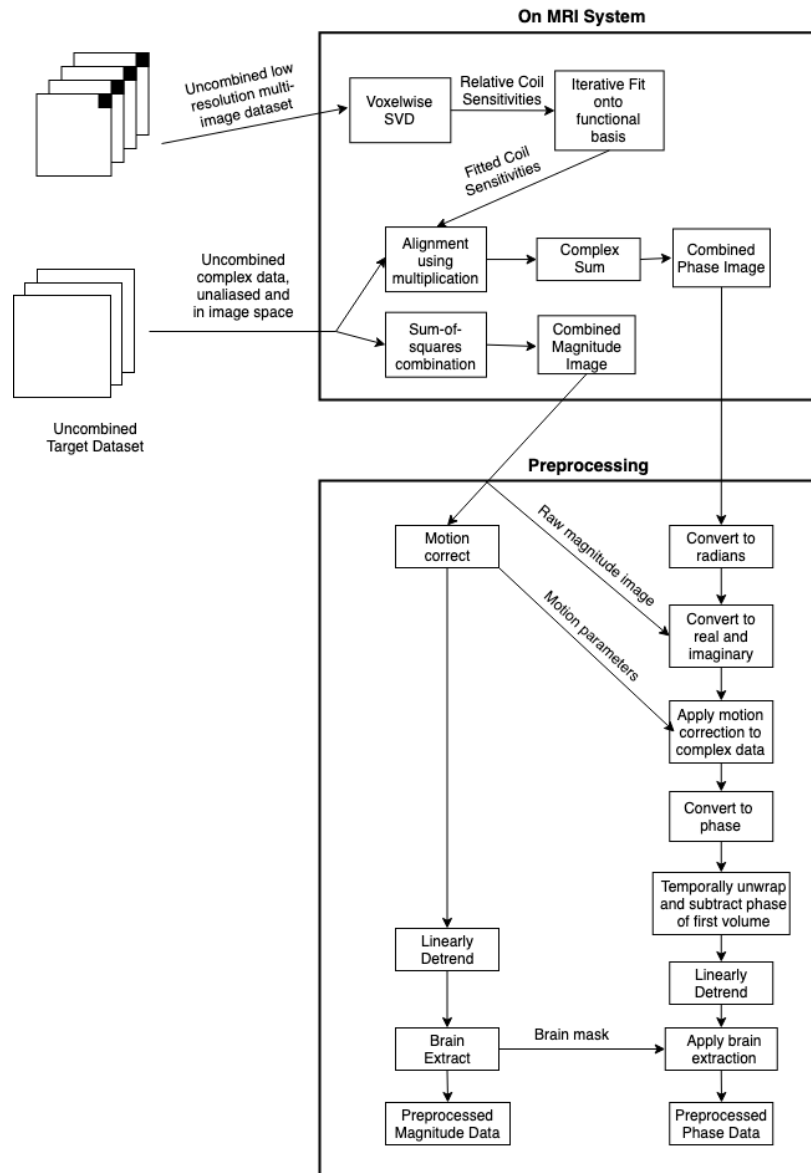 On MRI System
Uncombined low
resolution multi-
image dataset
Voxelwise
SVD
Relative Coil
Sensitivities
Iterative Fit
onto
functional
basis
Fitted Coil
Sensitivities
Uncombined
complex data,
unaliased and
in image space
Alignment
using
multiplication
Complex
Sum
Combined
Phase Image
Sum-of-
squares
combination
Combined
Magnitude
Image
Uncombined
Target Dataset
Preprocessing
Motion
correct
Raw magnitude image
Motion parameters
Convert to
radians
Convert to
real and
imaginary
Apply motion
correction to
complex data
Convert to
phase
Temporally unwrap
and subtract phase
of first volume
Linearly
Detrend
Linearly
Detrend
Brain
Extract
Brain mask
Apply brain
extraction
Preprocessed
Magnitude Data
Preprocessed
Phase Data